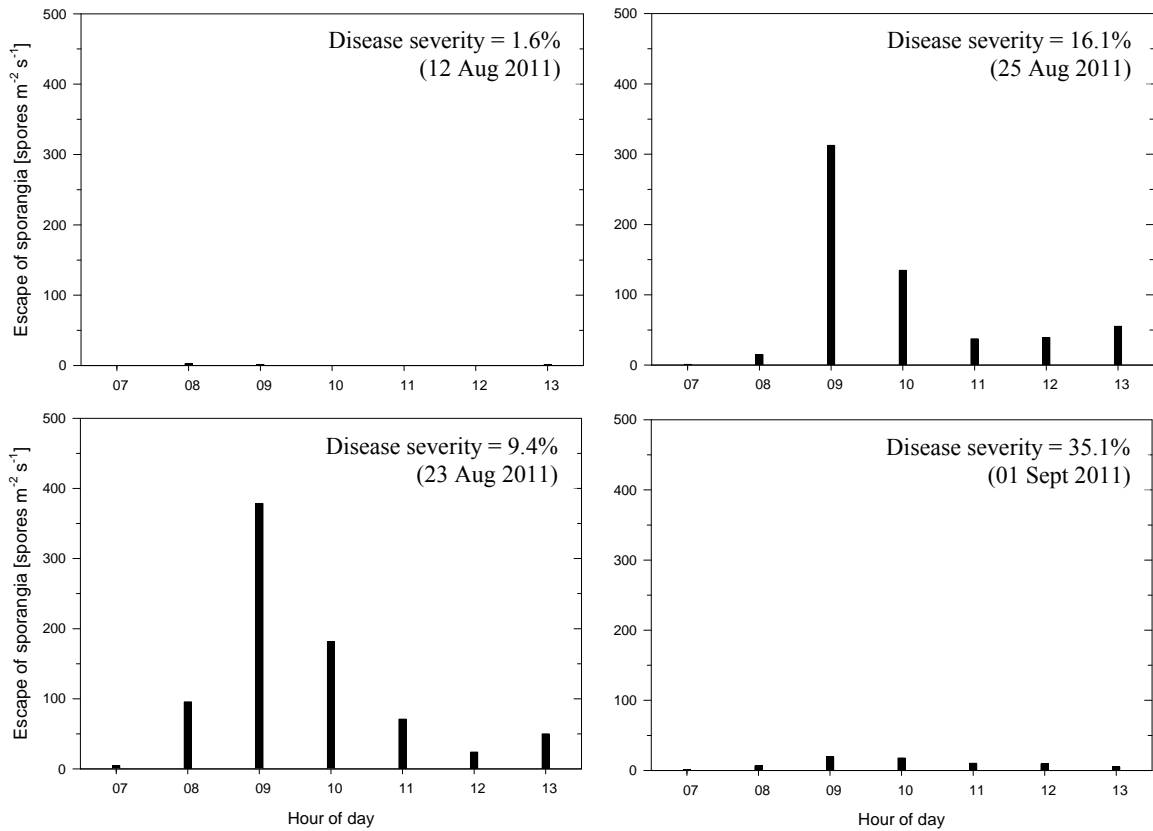 Escape of sporangia [spores m⁻² s⁻¹]
500
400
300
200
100
0
Disease severity = 1.6%
(12 Aug 2011)
07 08 09 10 11 12 13
500
400
300
200
100
0
Disease severity = 16.1%
(25 Aug 2011)
07 08 09 10 11 12 13
Escape of sporangia [spores m⁻² s⁻¹]
500
400
300
200
100
0
Disease severity = 9.4%
(23 Aug 2011)
07 08 09 10 11 12 13
Hour of day
500
400
300
200
100
0
Disease severity = 35.1%
(01 Sept 2011)
07 08 09 10 11 12 13
Hour of day